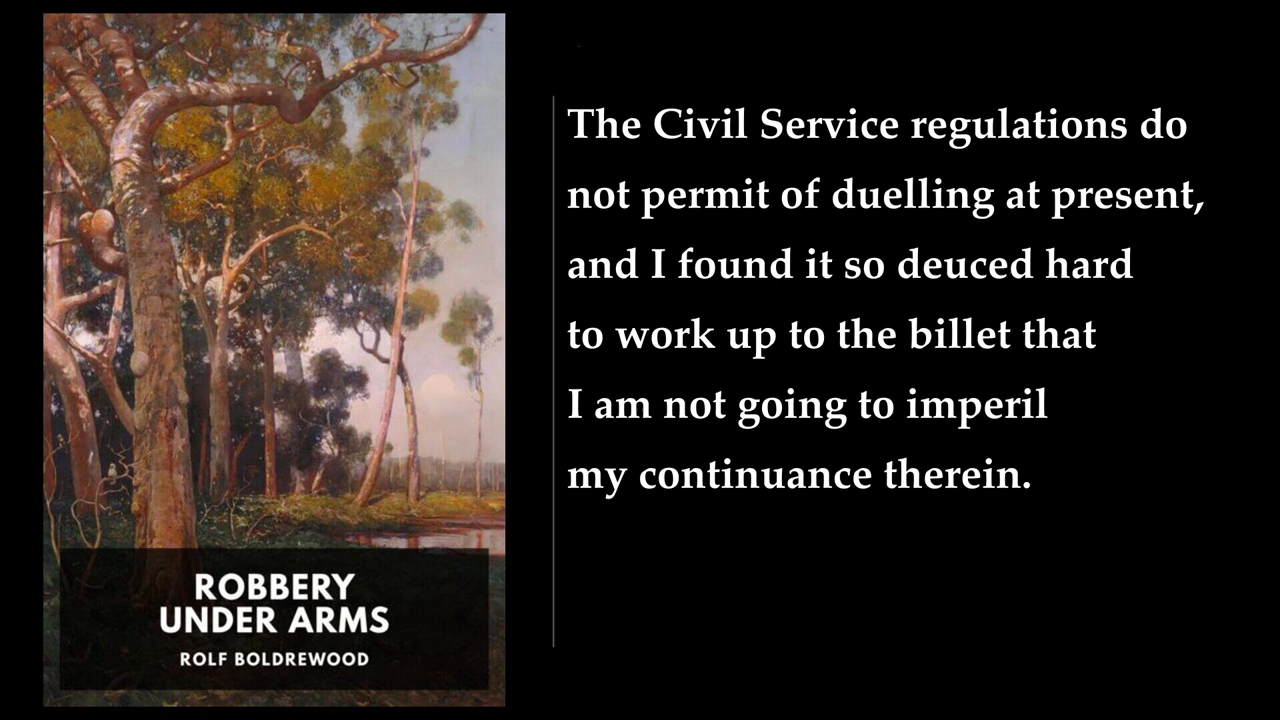 The Civil Service regulations do
not permit of duelling at present,
and I found it so deuced hard
to work up to the billet that
I am not going to imperil
my continuance therein.
ROBBERY
UNDER ARMS
ROLF BOLDREWOOD